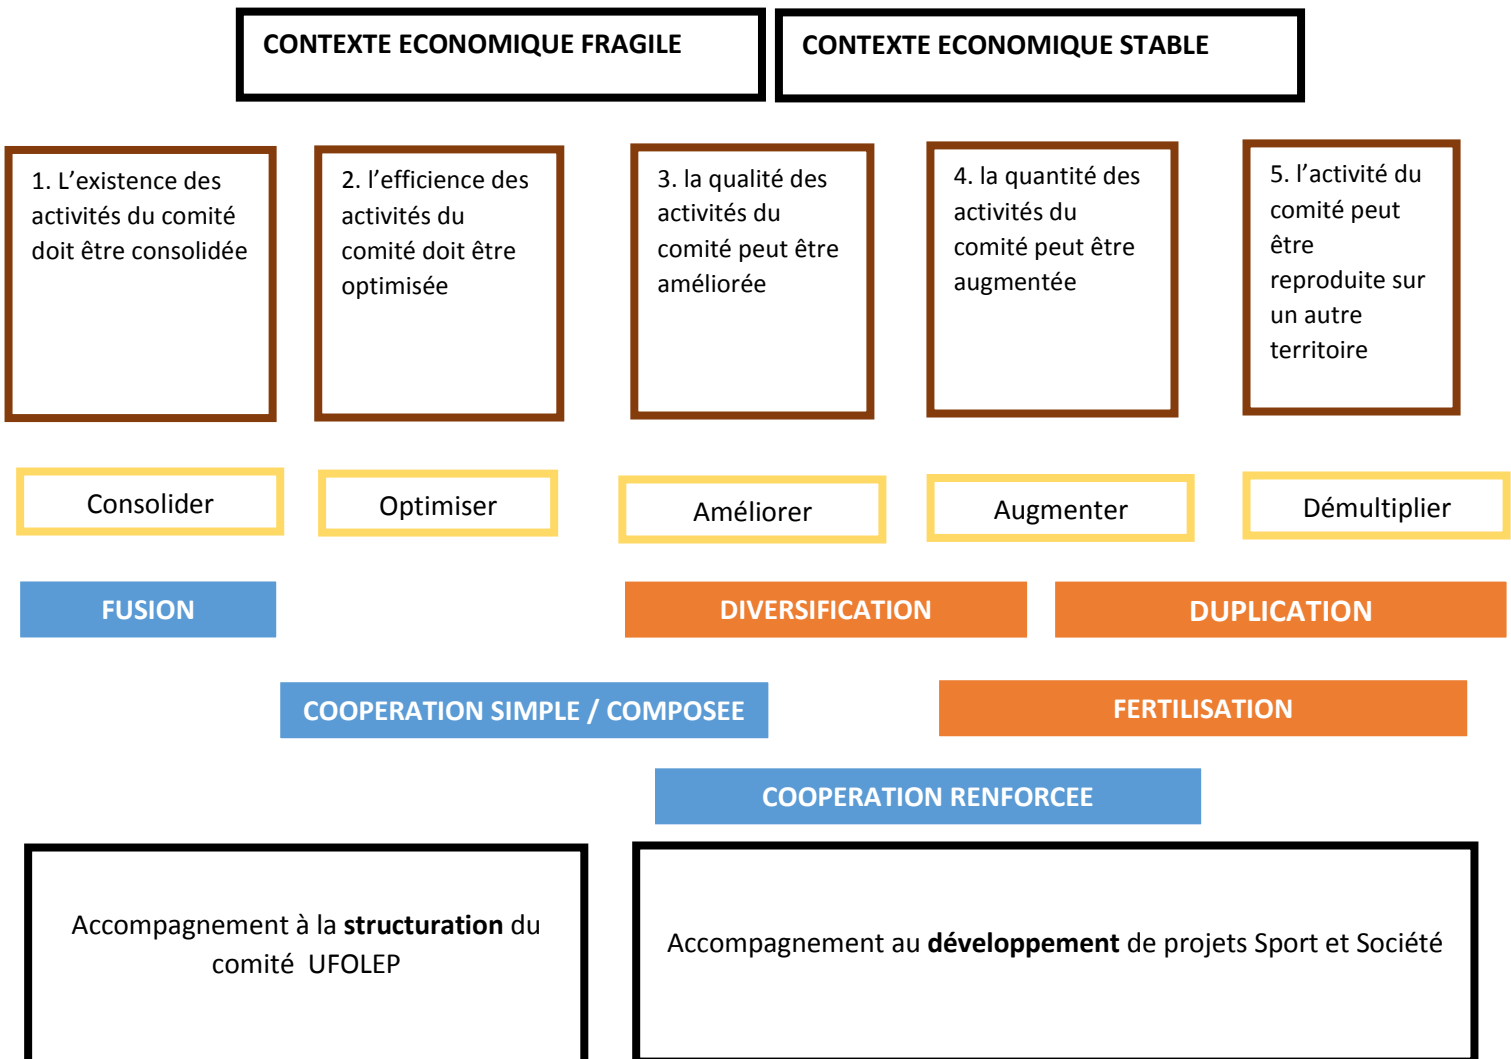 CONTEXTE ECONOMIQUE FRAGILE
CONTEXTE ECONOMIQUE STABLE
1. L’existence des
activités du comité
doit être consolidée
2. l’efficience des
activités du
comité doit être
optimisée
3. la qualité des
activités du
comité peut être
améliorée
4. la quantité des
activités du
comité peut être
augmentée
5. l’activité du
comité peut
être
reproduite sur
un autre
territoire
Consolider
Optimiser
Améliorer
Augmenter
Démultiplier
FUSION
DIVERSIFICATION
DUPLICATION
COOPERATION SIMPLE / COMPOSEE
FERTILISATION
COOPERATION RENFORCEE
Accompagnement à la structuration du
comité UFOLEP
Accompagnement au développement de projets Sport et Société